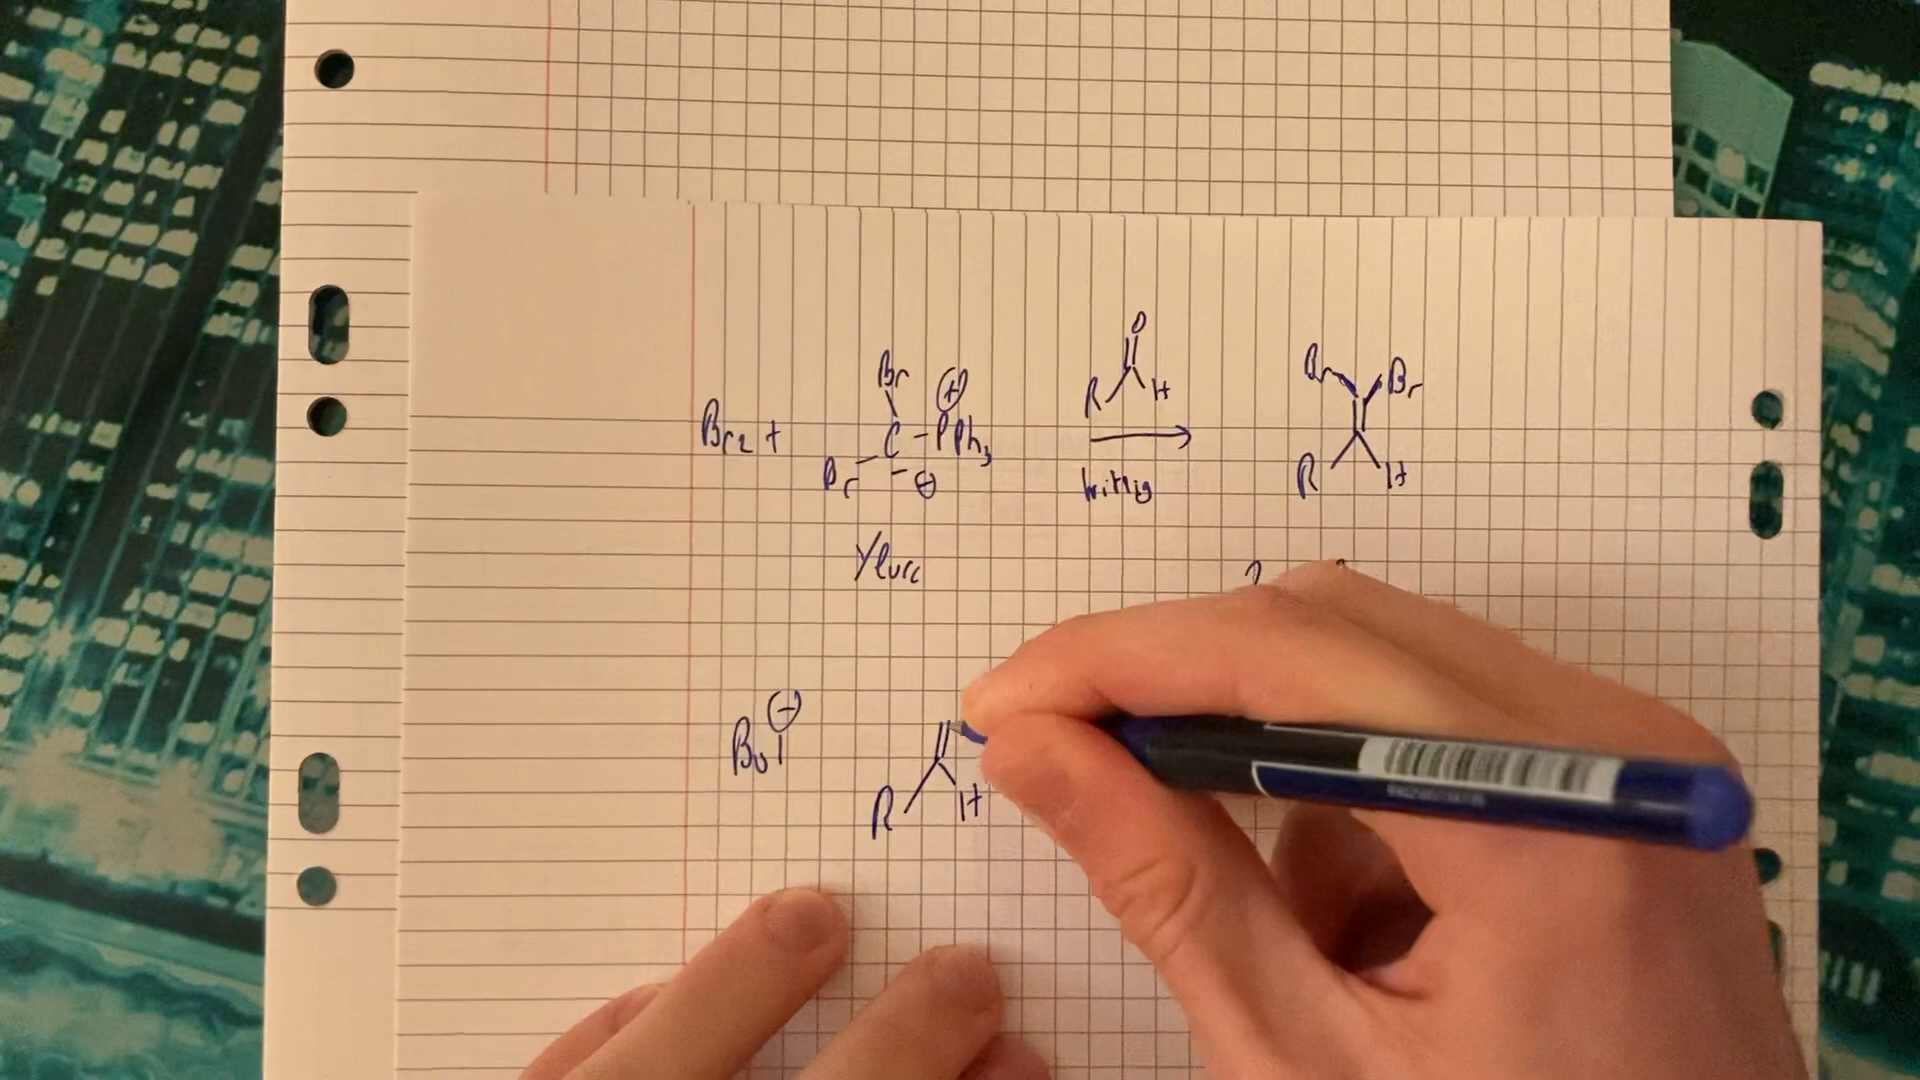 O
Br (+) Br Br
Br2 + C - PPh3 R H
Br - ⊖ Wittig R H
Ylure
Bu (-)
R H